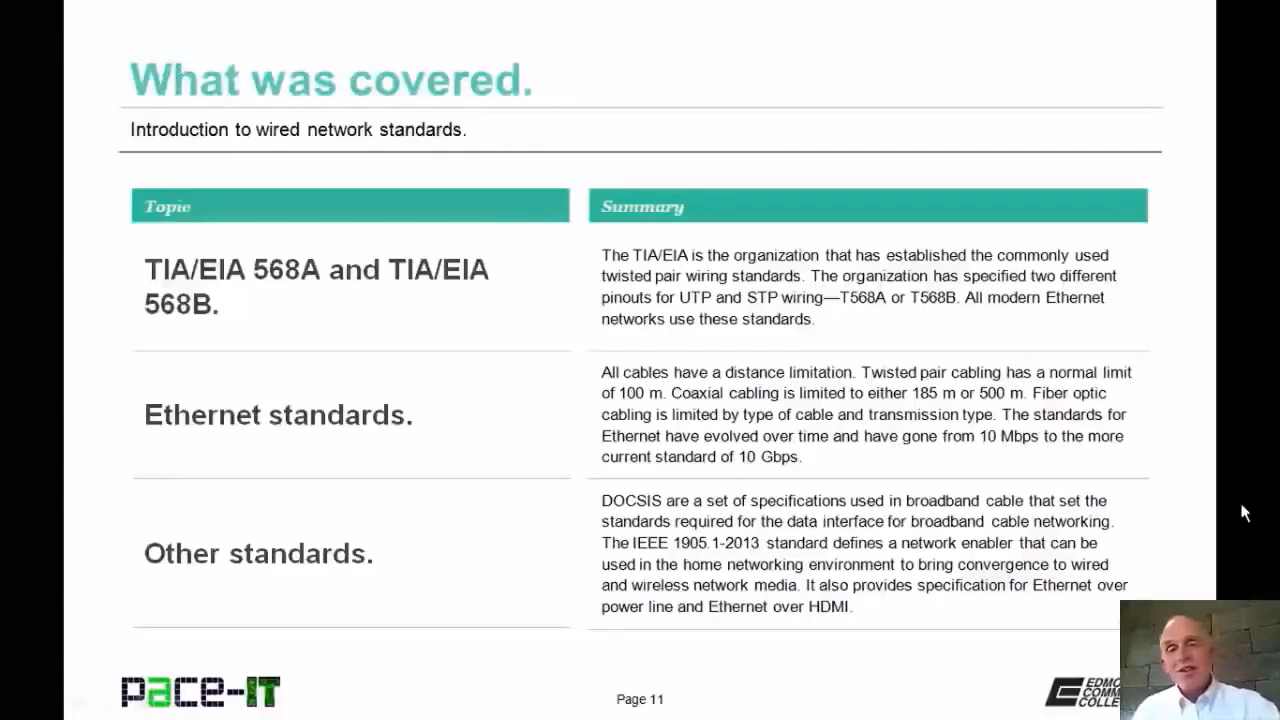 What was covered.
Introduction to wired network standards.
Topic
Summary
TIA/EIA 568A and TIA/EIA
568B.
The TIA/EIA is the organization that has established the commonly used
twisted pair wiring standards. The organization has specified two different
pinouts for UTP and STP wiring—T568A or T568B. All modern Ethernet
networks use these standards.
Ethernet standards.
All cables have a distance limitation. Twisted pair cabling has a normal limit
of 100 m. Coaxial cabling is limited to either 185 m or 500 m. Fiber optic
cabling is limited by type of cable and transmission type. The standards for
Ethernet have evolved over time and have gone from 10 Mbps to the more
current standard of 10 Gbps.
Other standards.
DOCSIS are a set of specifications used in broadband cable that set the
standards required for the data interface for broadband cable networking.
The IEEE 1905.1-2013 standard defines a network enabler that can be
used in the home networking environment to bring convergence to wired
and wireless network media. It also provides specification for Ethernet over
power line and Ethernet over HDMI.
pace-IT
Page 11